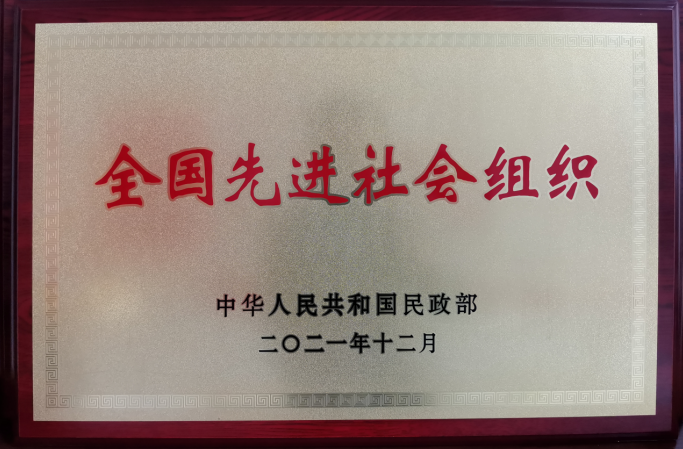 全国先进社会组织
中华人民共和国民政部
二〇二一年十二月